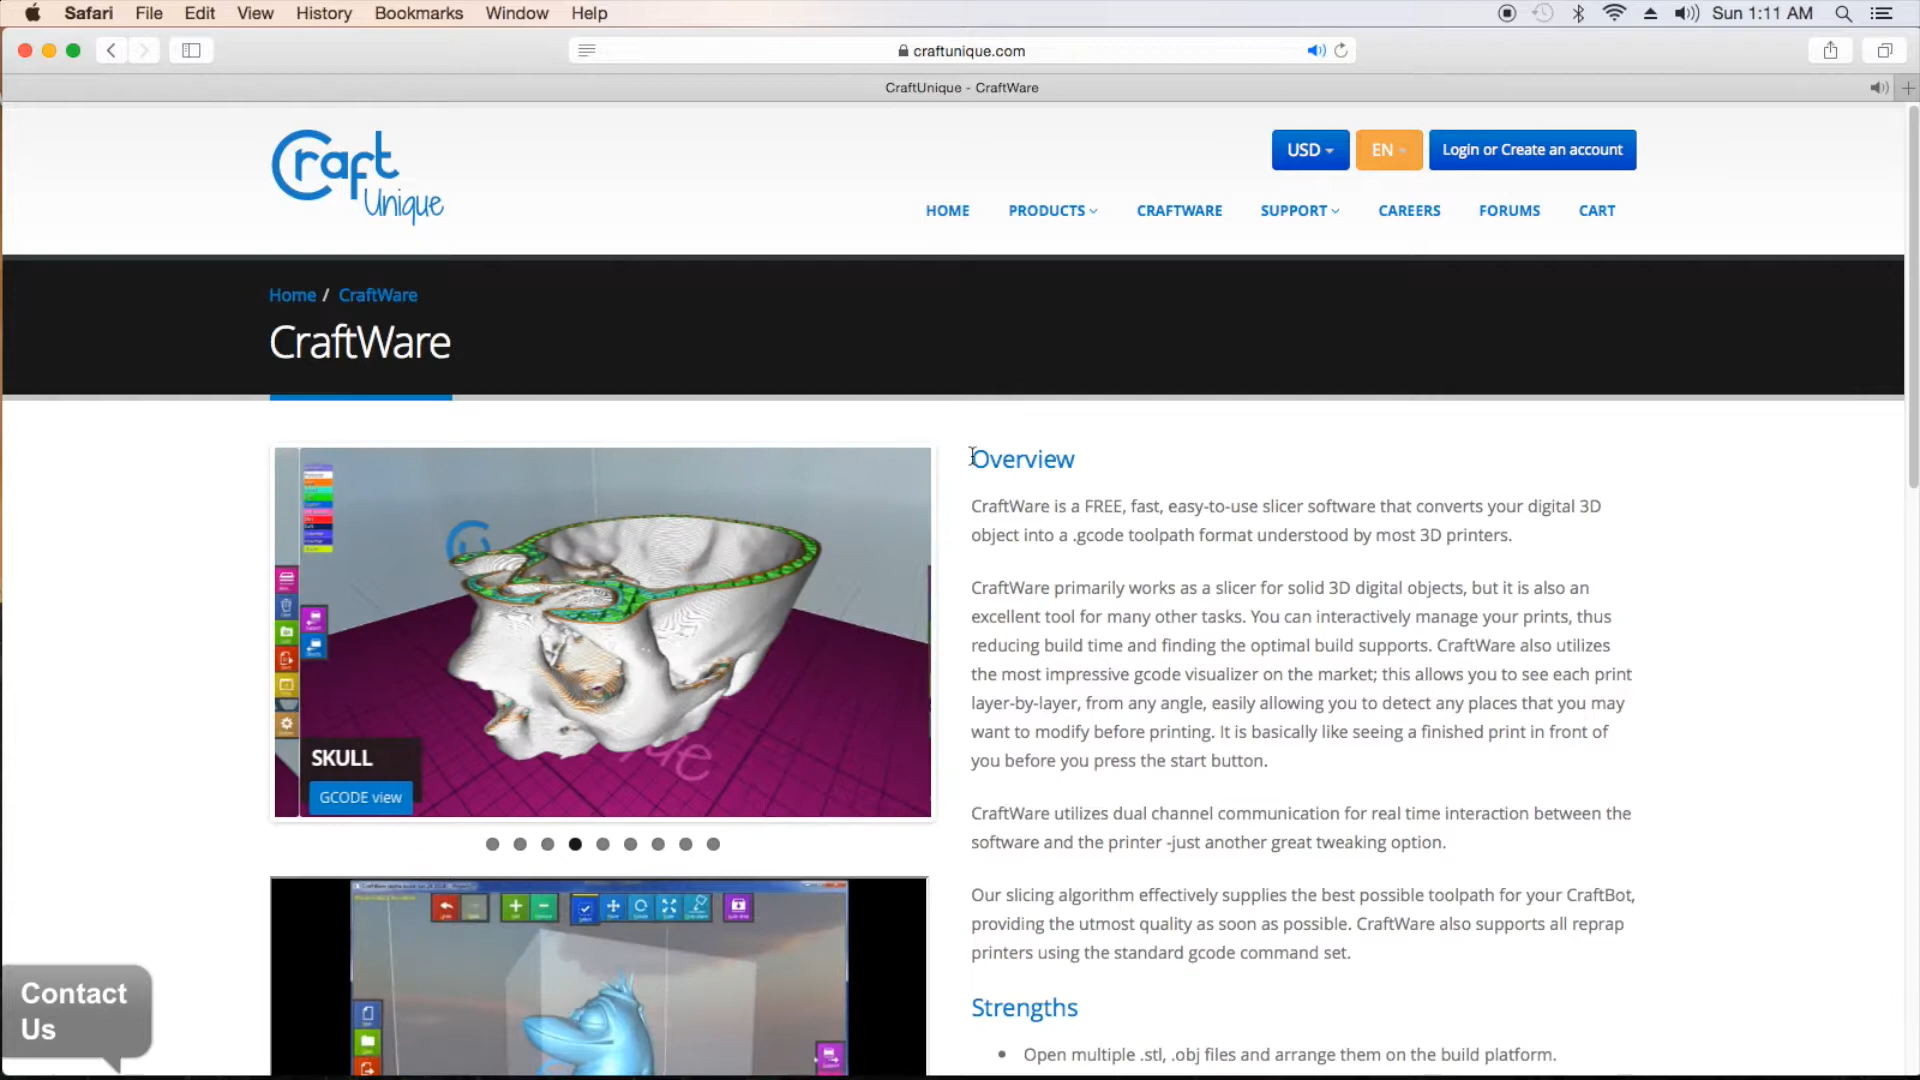 Safari File Edit View History Bookmarks Window Help Sun 1:11 AM
craftunique.com
CraftUnique - CraftWare
Craft
Unique
USD EN Login or Create an account
HOME PRODUCTS CRAFTWARE SUPPORT CAREERS FORUMS CART
Home / CraftWare
CraftWare
SKULL
GCODE view
Overview
CraftWare is a FREE, fast, easy-to-use slicer software that converts your digital 3D
object into a .gcode toolpath format understood by most 3D printers.
CraftWare primarily works as a slicer for solid 3D digital objects, but it is also an
excellent tool for many other tasks. You can interactively manage your prints, thus
reducing build time and finding the optimal build supports. CraftWare also utilizes
the most impressive gcode visualizer on the market; this allows you to see each print
layer-by-layer, from any angle, easily allowing you to detect any places that you may
want to modify before printing. It is basically like seeing a finished print in front of
you before you press the start button.
CraftWare utilizes dual channel communication for real time interaction between the
software and the printer -just another great tweaking option.
Our slicing algorithm effectively supplies the best possible toolpath for your CraftBot,
providing the utmost quality as soon as possible. CraftWare also supports all reprap
printers using the standard gcode command set.
Strengths
• Open multiple .stl, .obj files and arrange them on the build platform.
Contact
Us